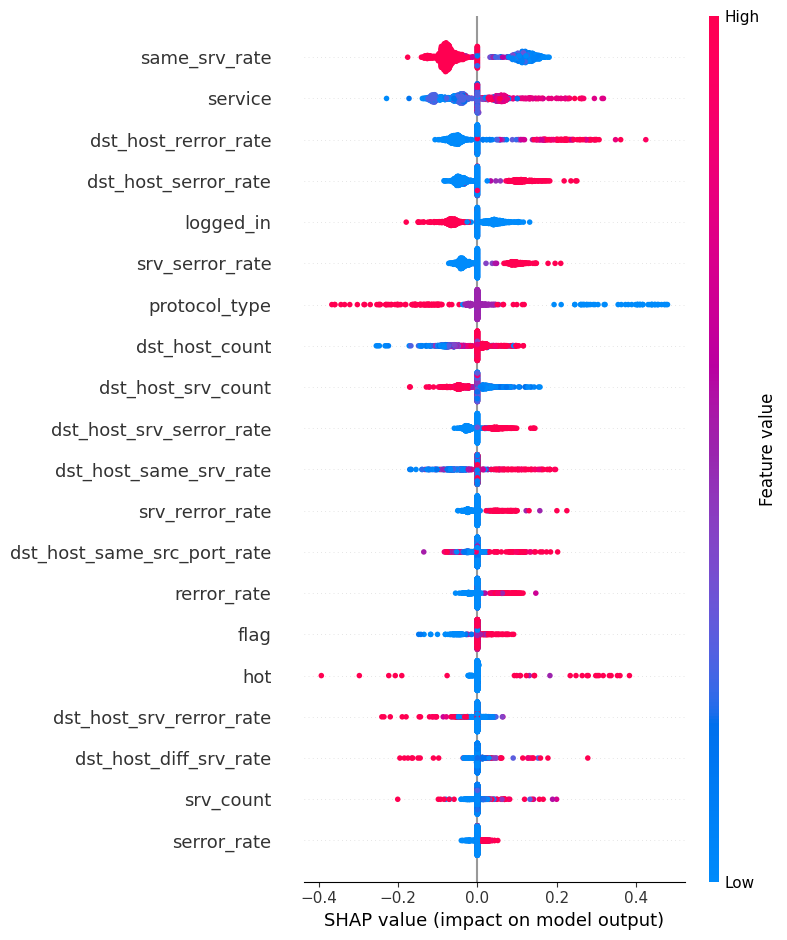 High
same_srv_rate
service
dst_host_rerror_rate
dst_host_serror_rate
logged_in
srv_serror_rate
protocol_type
dst_host_count
dst_host_srv_count
dst_host_srv_serror_rate
dst_host_same_srv_rate
srv_rerror_rate
dst_host_same_src_port_rate
rerror_rate
flag
hot
dst_host_srv_rerror_rate
dst_host_diff_srv_rate
srv_count
serror_rate
Feature value
Low
−0.4 −0.2 0.0 0.2 0.4
SHAP value (impact on model output)